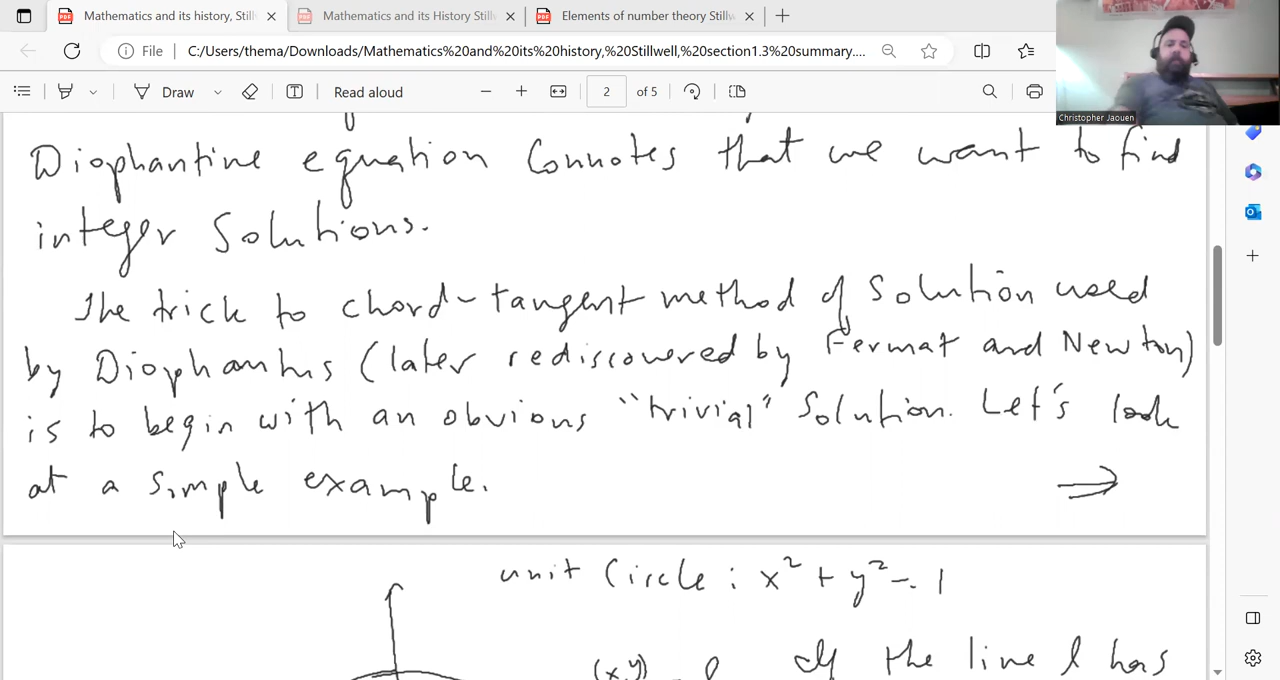 Mathematics and its history, Still
Mathematics and its History Still
Elements of number theory Stillw
File
C:/Users/thema/Downloads/Mathematics%20and%20its%20history,%20Stillwell,%20section1.3%20summary....
Draw
Read aloud
2
of 5
Christopher Jaouen
Diophantine equation connotes that we want to find
integer solutions.
The trick to chord-tangent method of solution used
by Diophantus (later rediscovered by Fermat and Newton)
is to begin with an obvious "trivial" solution. Let's look
at a simple example. ⇒
unit circle: x² + y² = 1
(x,y) l If the line l has